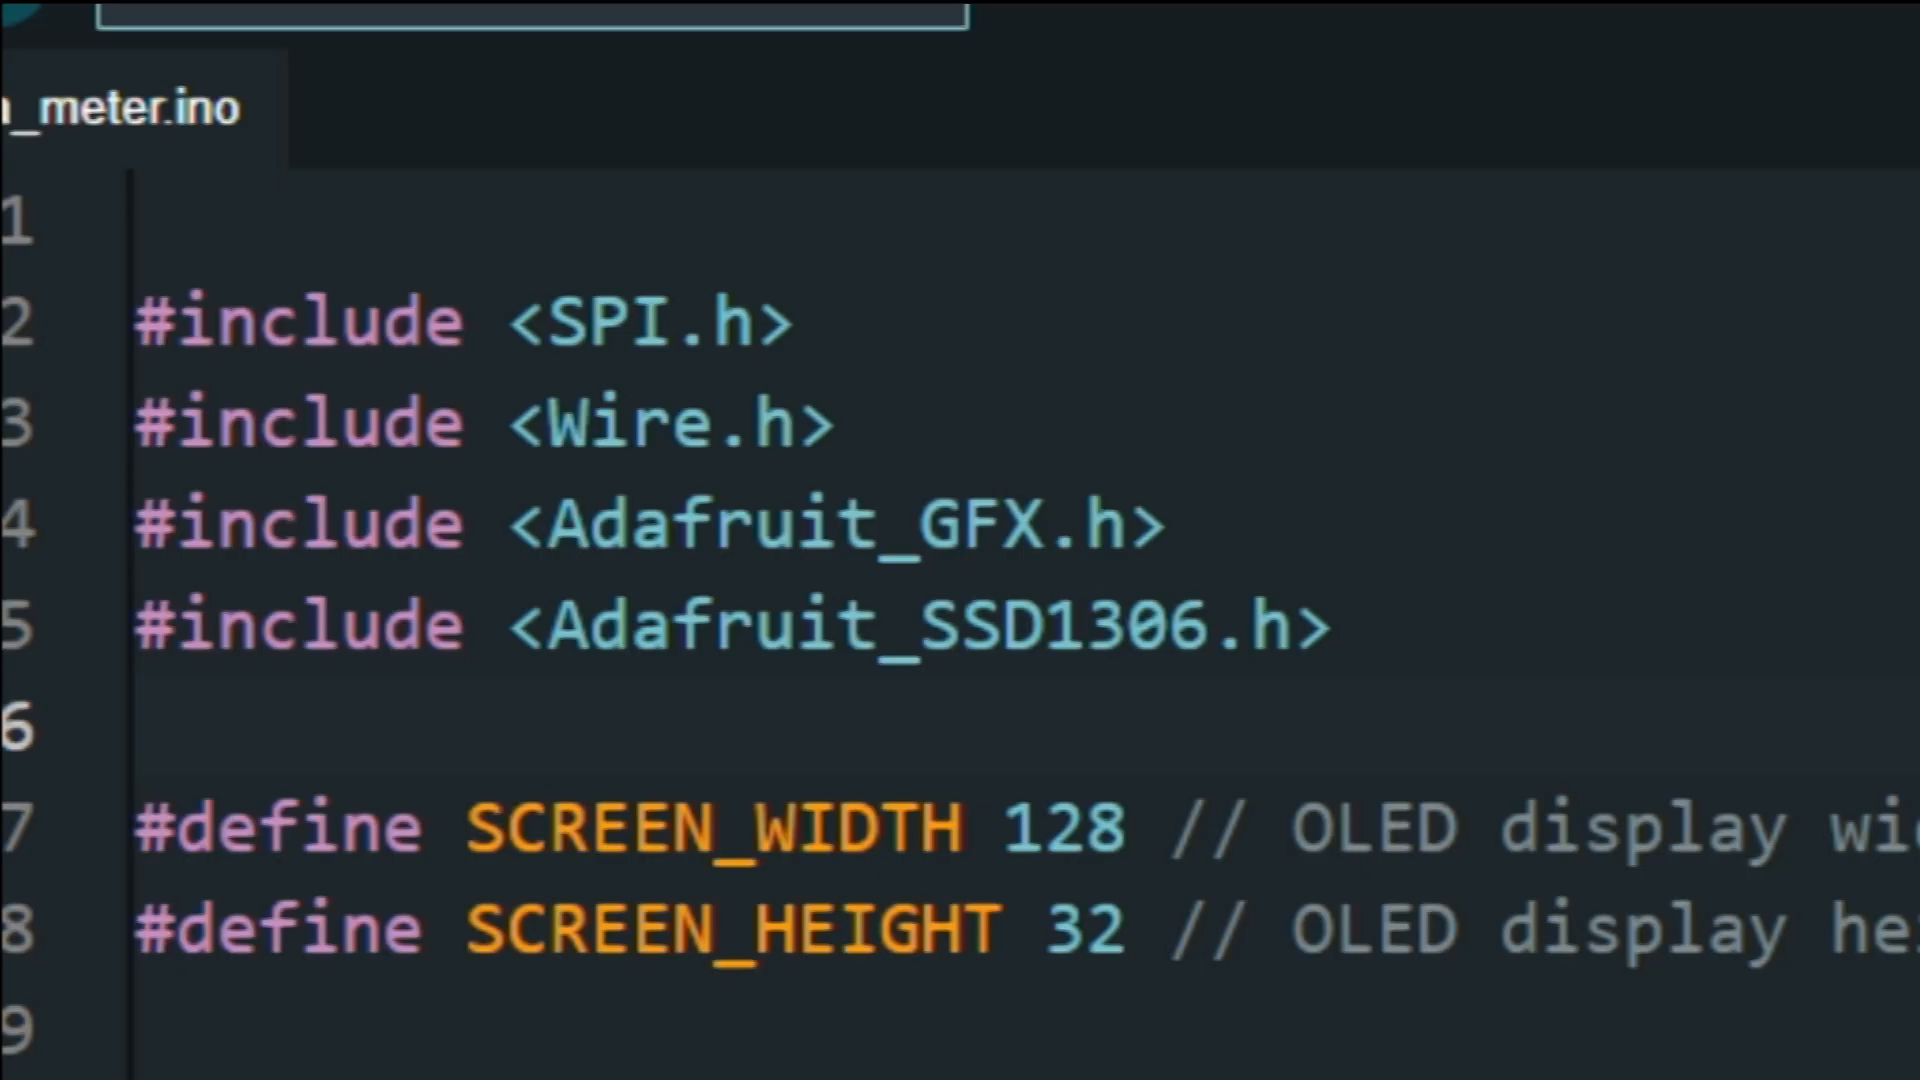 _meter.ino
1
2 #include <SPI.h>
3 #include <Wire.h>
4 #include <Adafruit_GFX.h>
5 #include <Adafruit_SSD1306.h>
6
7 #define SCREEN_WIDTH 128 // OLED display
8 #define SCREEN_HEIGHT 32 // OLED display
9